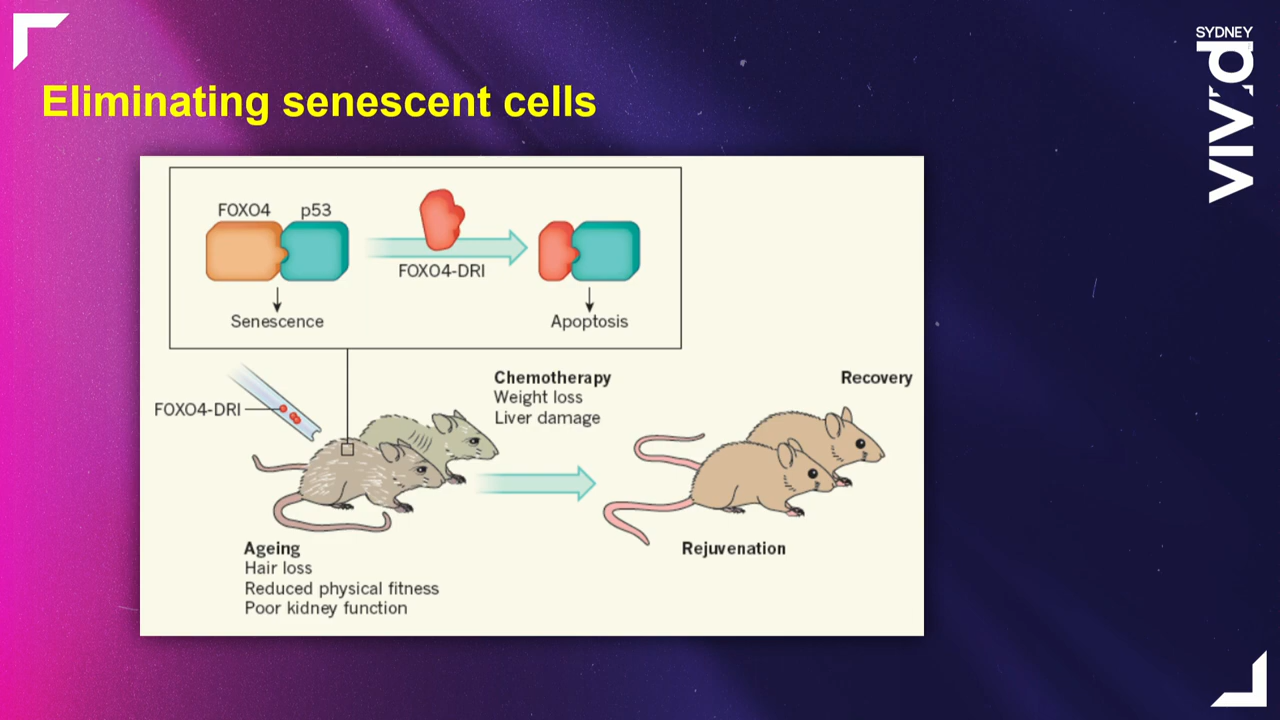 SYDNEY
VIVID
Eliminating senescent cells
FOXO4 p53
FOXO4-DRI
Senescence
Apoptosis
FOXO4-DRI
Chemotherapy
Weight loss
Liver damage
Recovery
Ageing
Hair loss
Reduced physical fitness
Poor kidney function
Rejuvenation